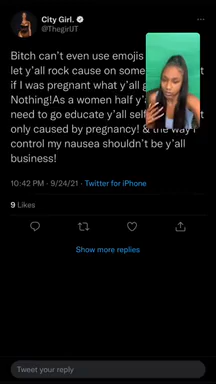 City Girl.
@ThegirlJT
Bitch can't even use emojis
let y'all rock cause on some
if I was pregnant what y'all g
Nothing!As a women half y'
need to go educate y'all self
only caused by pregnancy! & the way I
control my nausea shouldn't be y'all
business!
10:42 PM · 9/24/21 · Twitter for iPhone
9 Likes
Show more replies
Tweet your reply